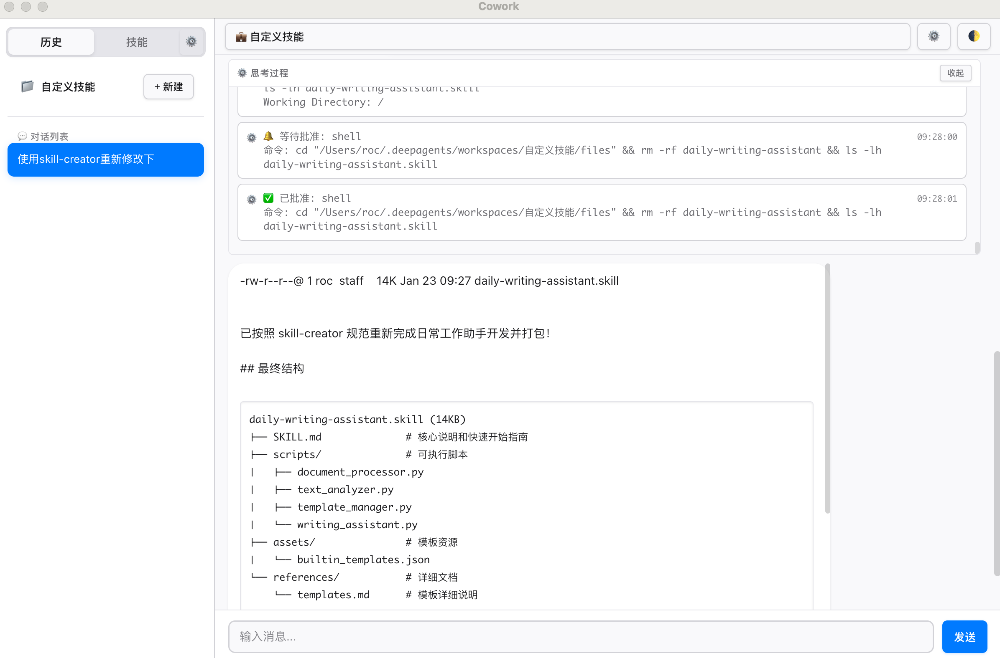 Cowork
历史
技能
自定义技能
+ 新建
对话列表
使用skill-creator重新修改下
自定义技能
思考过程
收起
ls -lh daily-writing-assistant.skill
Working Directory: /
等待批准: shell
09:28:00
命令: cd "/Users/roc/.deepagents/workspaces/自定义技能/files" && rm -rf daily-writing-assistant && ls -lh
daily-writing-assistant.skill
已批准: shell
09:28:01
命令: cd "/Users/roc/.deepagents/workspaces/自定义技能/files" && rm -rf daily-writing-assistant && ls -lh
daily-writing-assistant.skill
-rw-r--r--@ 1 roc  staff    14K Jan 23 09:27 daily-writing-assistant.skill
已按照 skill-creator 规范重新完成日常工作助手开发并打包！
## 最终结构
daily-writing-assistant.skill (14KB)
├── SKILL.md              # 核心说明和快速开始指南
├── scripts/              # 可执行脚本
│   ├── document_processor.py
│   ├── text_analyzer.py
│   ├── template_manager.py
│   └── writing_assistant.py
├── assets/               # 模板资源
│   └── builtin_templates.json
└── references/           # 详细文档
    └── templates.md      # 模板详细说明
输入消息...
发送